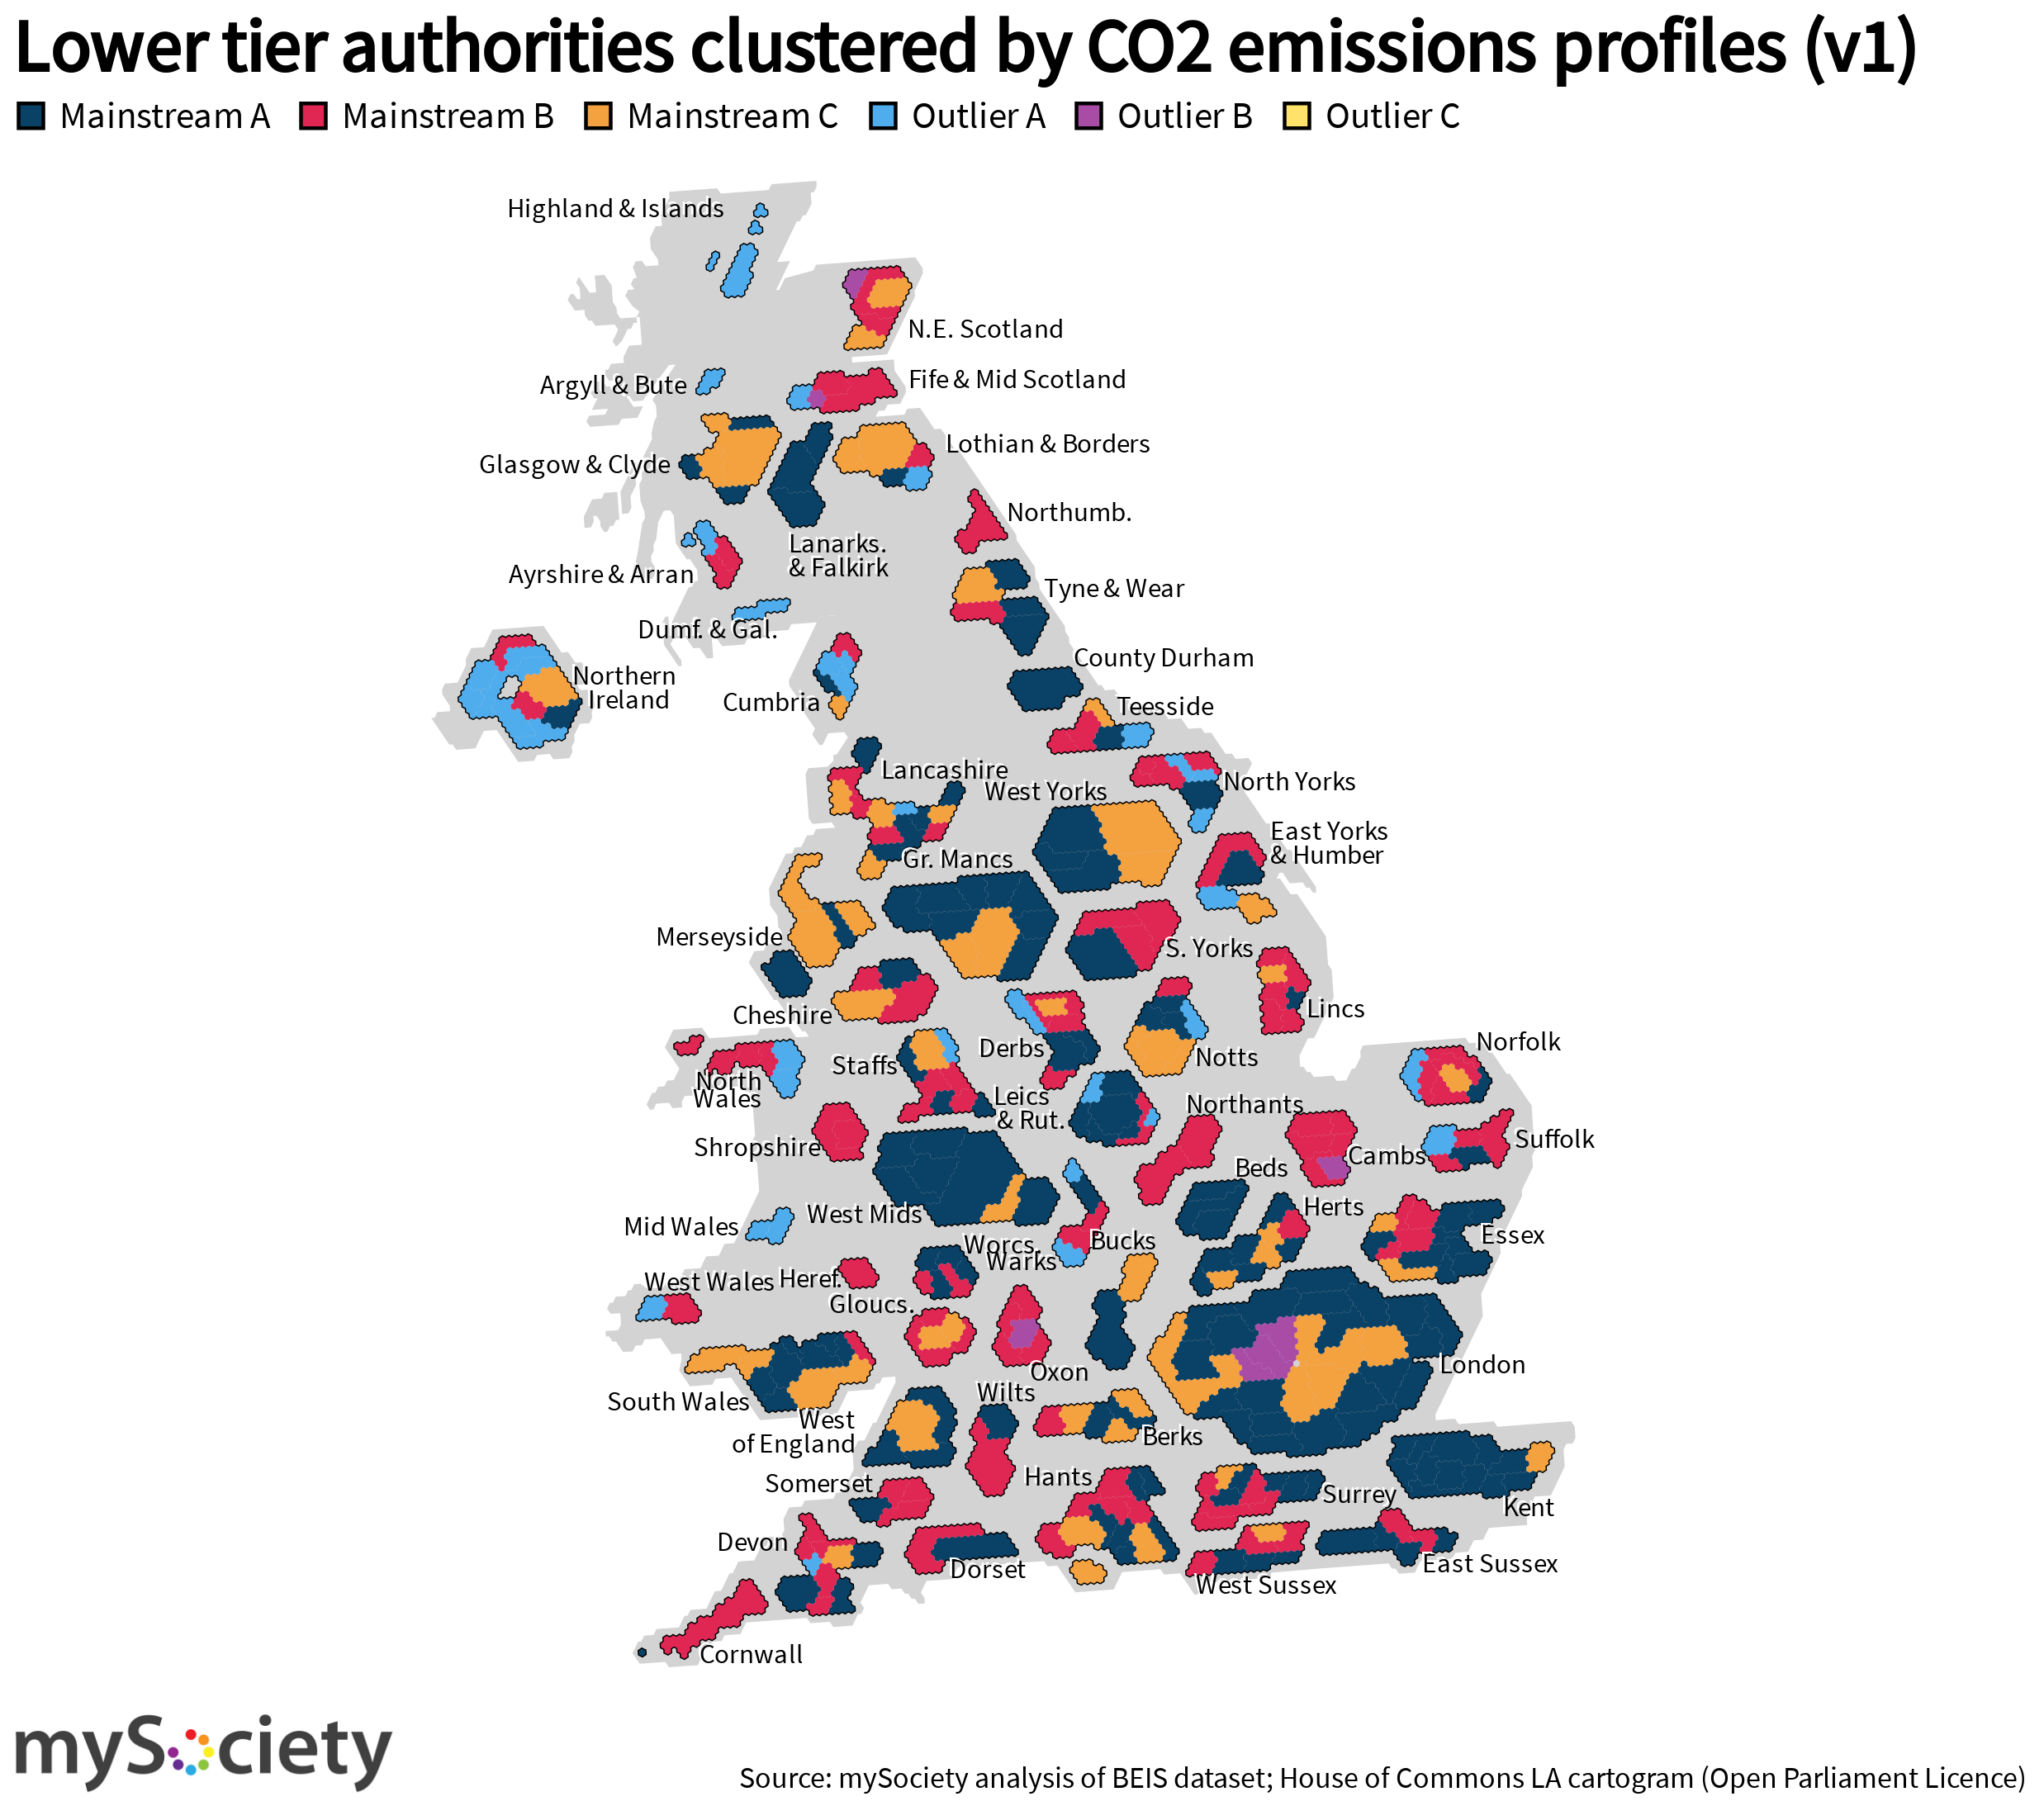 Lower tier authorities clustered by CO2 emissions profiles (v1)
Mainstream A Mainstream B Mainstream C Outlier A Outlier B Outlier C
Highland & Islands
N.E. Scotland
Argyll & Bute
Fife & Mid Scotland
Glasgow & Clyde
Lothian & Borders
Northumb.
Lanarks.
& Falkirk
Ayrshire & Arran
Tyne & Wear
Dumf. & Gal.
County Durham
Northern
Ireland
Cumbria
Teesside
Lancashire
North Yorks
West Yorks
East Yorks
& Humber
Gr. Mancs
Merseyside
S. Yorks
Cheshire
Lincs
Derbs
Notts
Norfolk
Staffs
North
Wales
Leics
& Rut.
Northants
Shropshire
Suffolk
Cambs
Beds
Herts
West Mids
Mid Wales
Essex
Bucks
Worcs.
Warks
West Wales
Heref.
Gloucs.
London
Oxon
Wilts
South Wales
West
of England
Berks
Somerset
Hants
Surrey
Kent
Devon
Dorset
East Sussex
West Sussex
Cornwall
mySociety
Source: mySociety analysis of BEIS dataset; House of Commons LA cartogram (Open Parliament Licence)